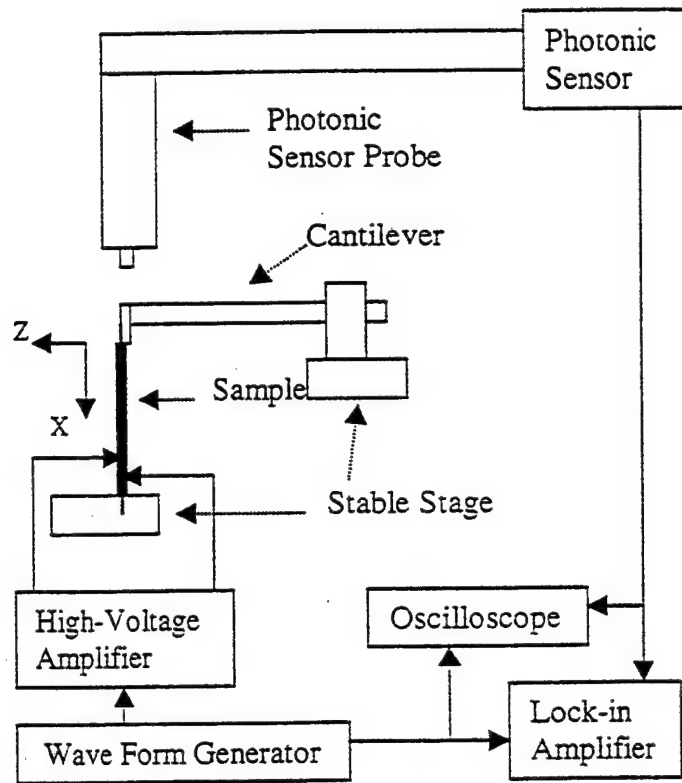 Photonic
Sensor
Photonic
Sensor Probe
Cantilever
Z
X
Sample
Stable Stage
High-Voltage
Amplifier
Oscilloscope
Wave Form Generator
Lock-in
Amplifier